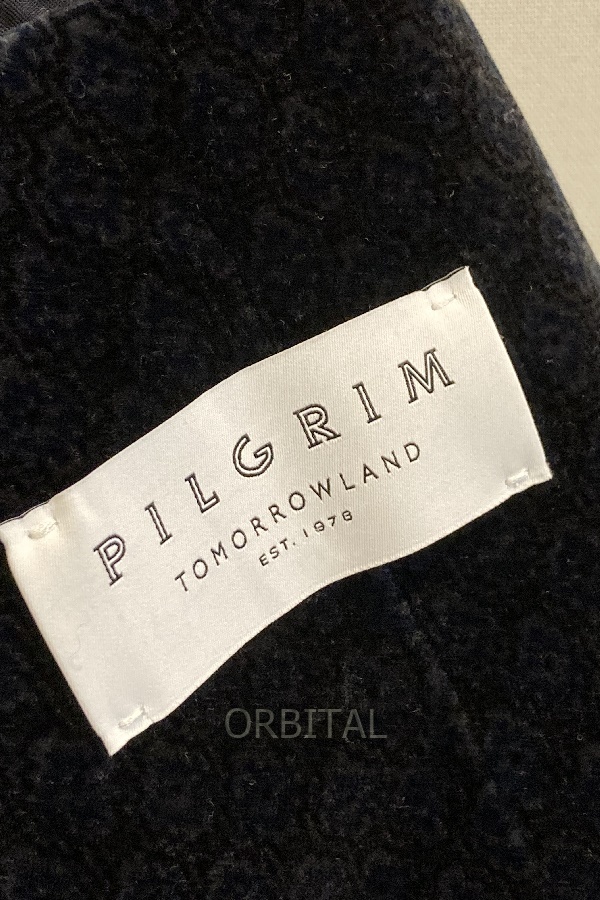 PILGRIM
TOMORROWLAND
EST. 1978
ORBITAL